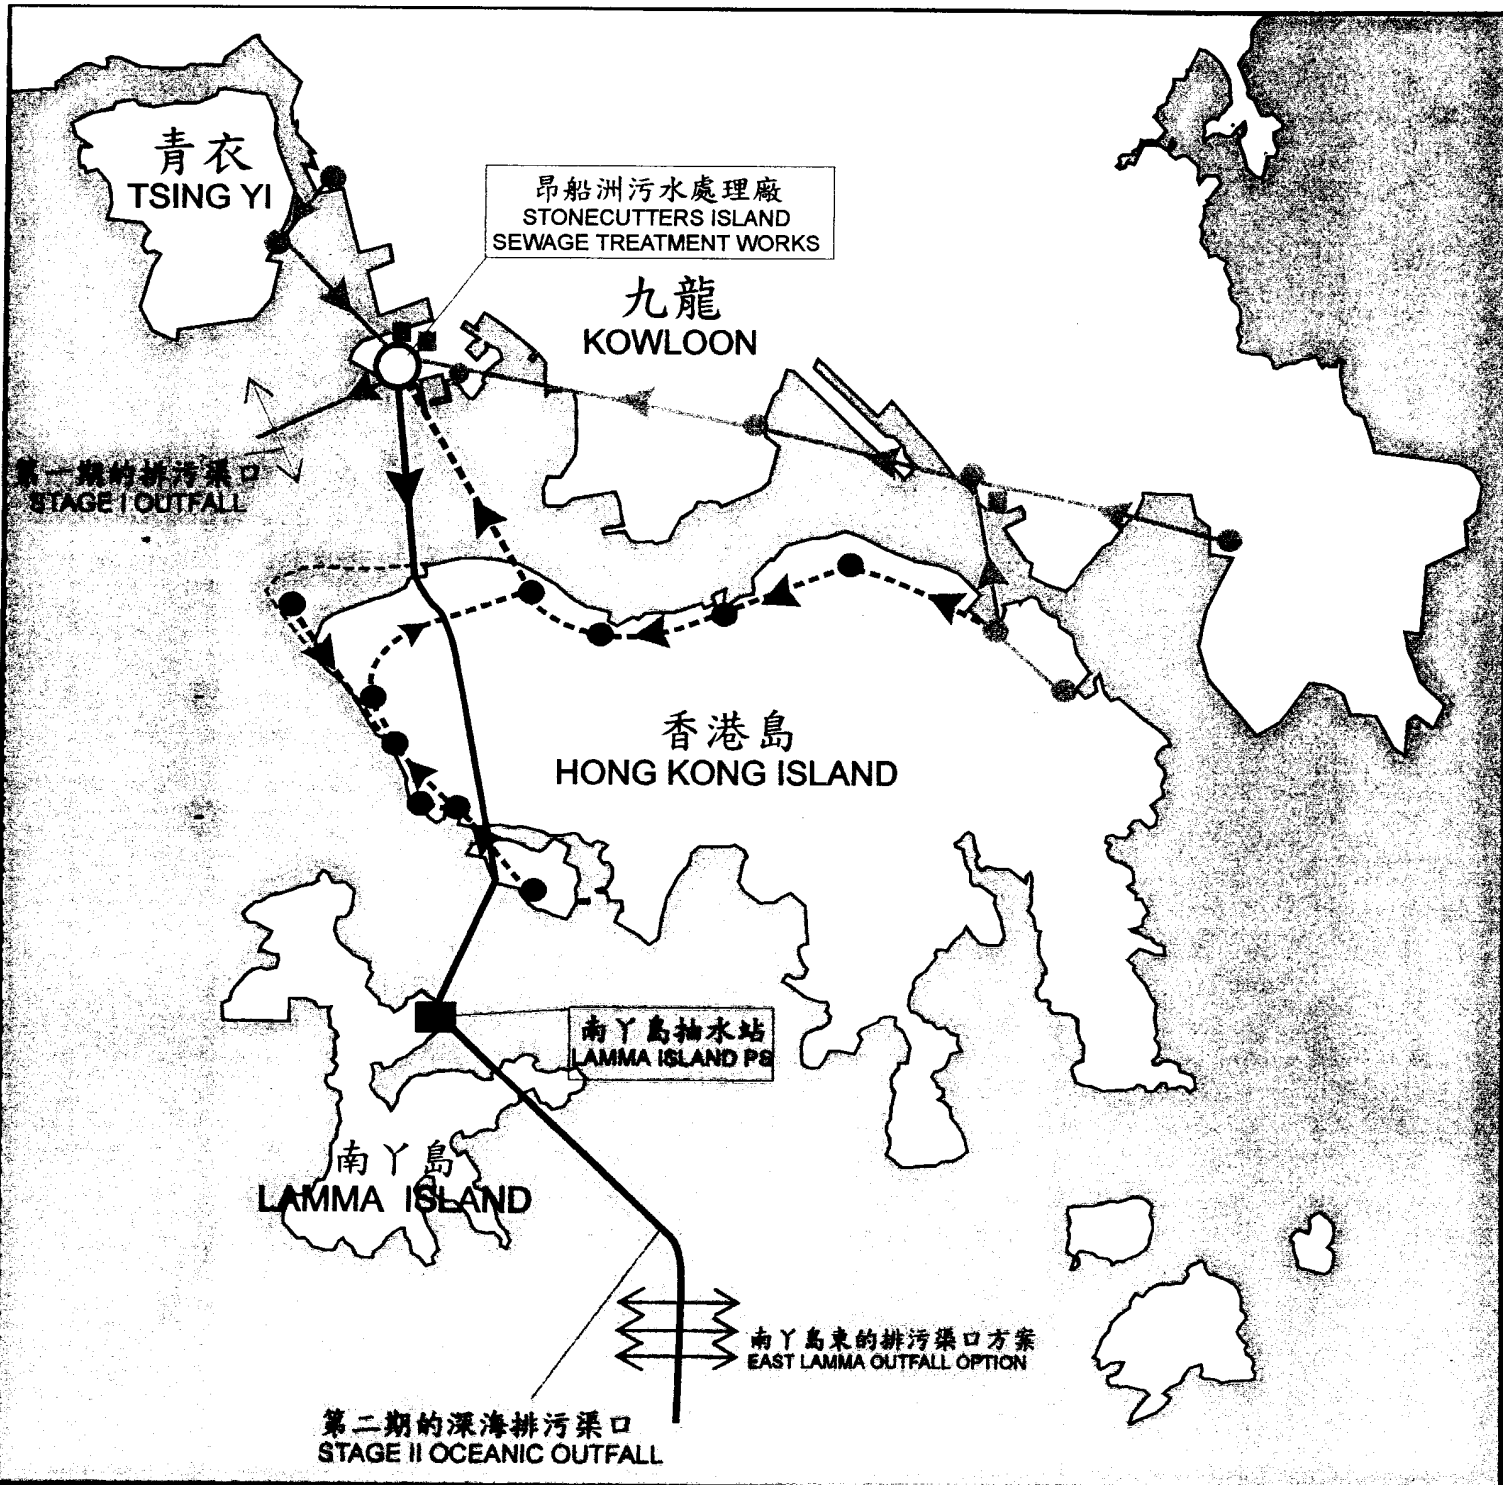 青衣
TSING YI
昂船洲污水處理廠
STONECUTTERS ISLAND
SEWAGE TREATMENT WORKS
九龍
KOWLOON
第一期的排污渠口
STAGE I OUTFALL
香港島
HONG KONG ISLAND
南丫島抽水站
LAMMA ISLAND PS
南丫島
LAMMA ISLAND
南丫島東的排污渠口方案
EAST LAMMA OUTFALL OPTION
第二期的深海排污渠口
STAGE II OCEANIC OUTFALL